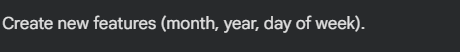 Create new features (month, year, day of week).